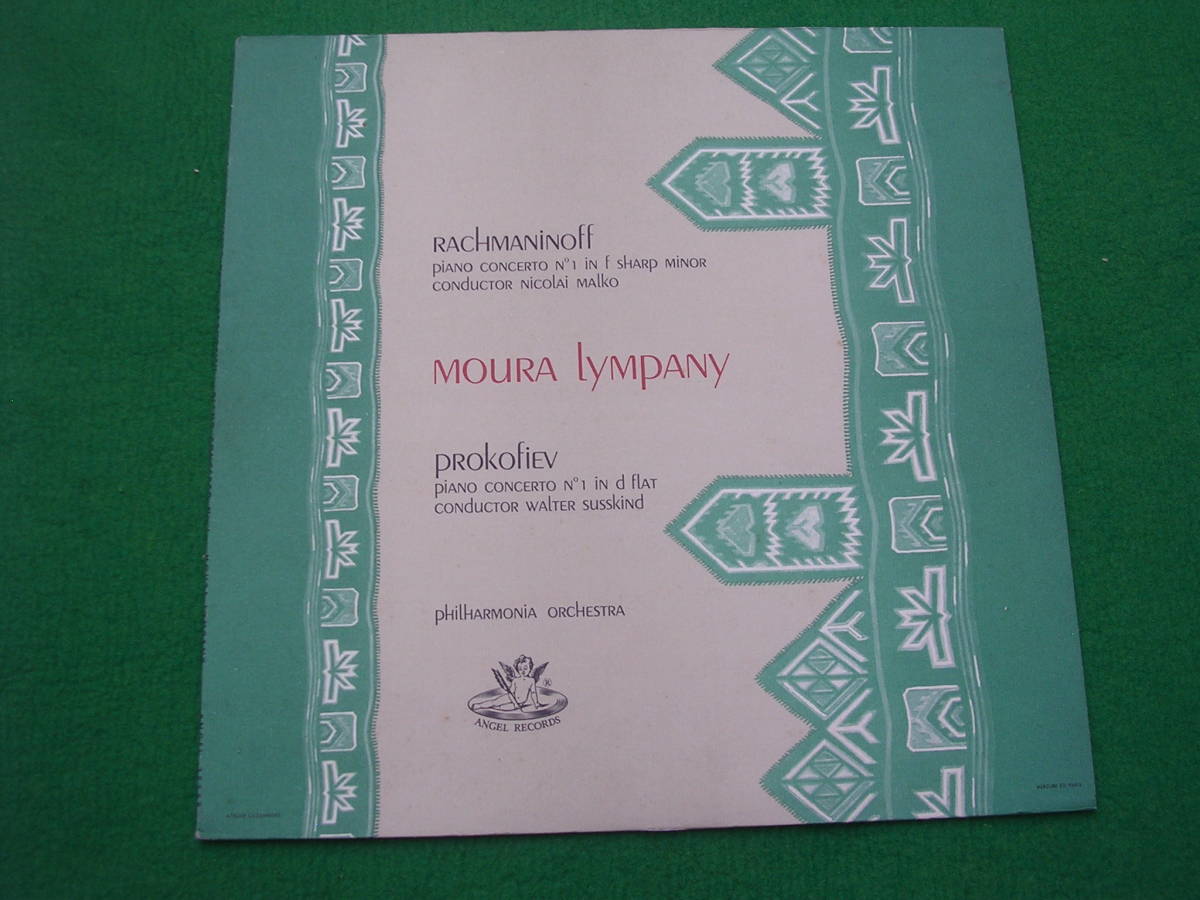 Rachmaninoff
piano concerto N° 1 in f sharp minor
conductor nicolai malko
moura lympany
prokofiev
piano concerto N° 1 in d flat
conductor walter susskind
philharmonia orchestra
®
ANGEL RECORDS